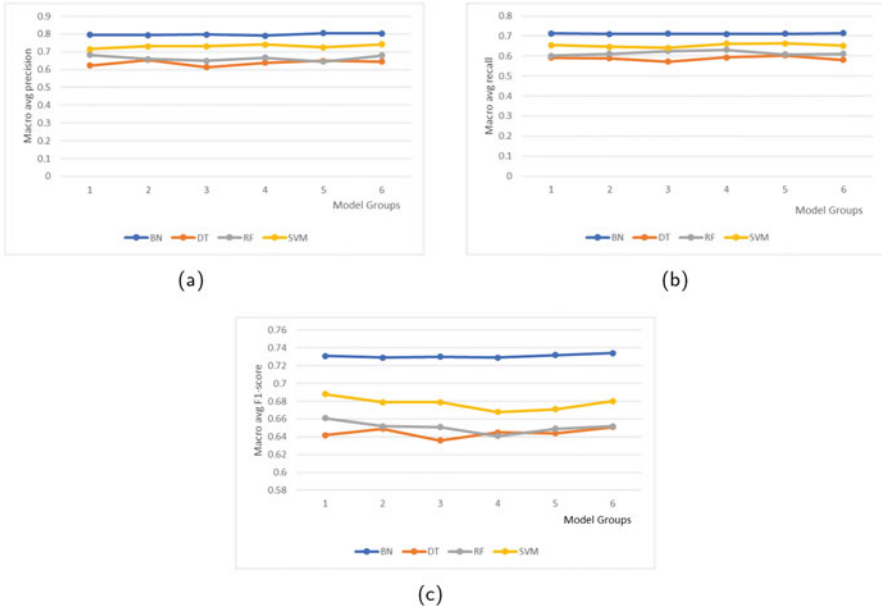 0.9
0.8
0.7
0.6
0.5
0.4
0.3
0.2
0.1
0
Macro avg precision
1 2 3 4 5 6
Model Groups
BN DT RF SVM
(a)
0.8
0.7
0.6
0.5
0.4
0.3
0.2
0.1
0
Macro avg recall
1 2 3 4 5 6
Model Groups
BN DT RF SVM
(b)
0.76
0.74
0.72
0.7
0.68
0.66
0.64
0.62
0.6
0.58
Macro avg F1-score
1 2 3 4 5 6
Model Groups
BN DT RF SVM
(c)